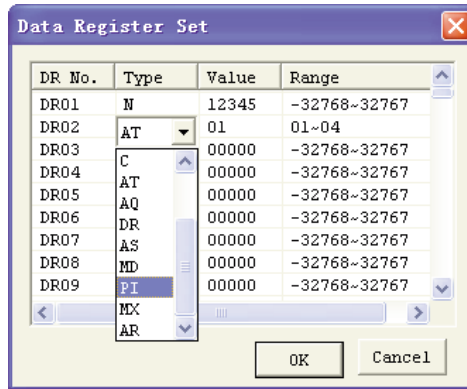 Data Register Set
DR No. Type Value Range
DR01 N 12345 -32768~32767
DR02 AT 01 01~04
DR03 00000 -32768~32767
DR04 00000 -32768~32767
DR05 00000 -32768~32767
DR06 00000 -32768~32767
DR07 00000 -32768~32767
DR08 00000 -32768~32767
DR09 00000 -32768~32767
C
AT
AQ
DR
AS
MD
PI
MX
AR
OK Cancel